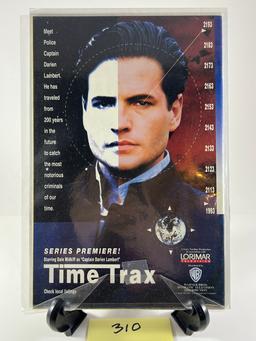 Meet
Police
Captain
Darien
Lambert.
He has
traveled
from
200 years
in the
future
to catch
the most
notorious
criminals
of our
time.
2193
2183
2173
2163
2153
2143
2133
2123
2113
1993
SERIES PREMIERE!
Starring Dale Midkiff as "Captain Darien Lambert"
Time Trax
Check local listings
LORIMAR
TELEVISION
WB
310